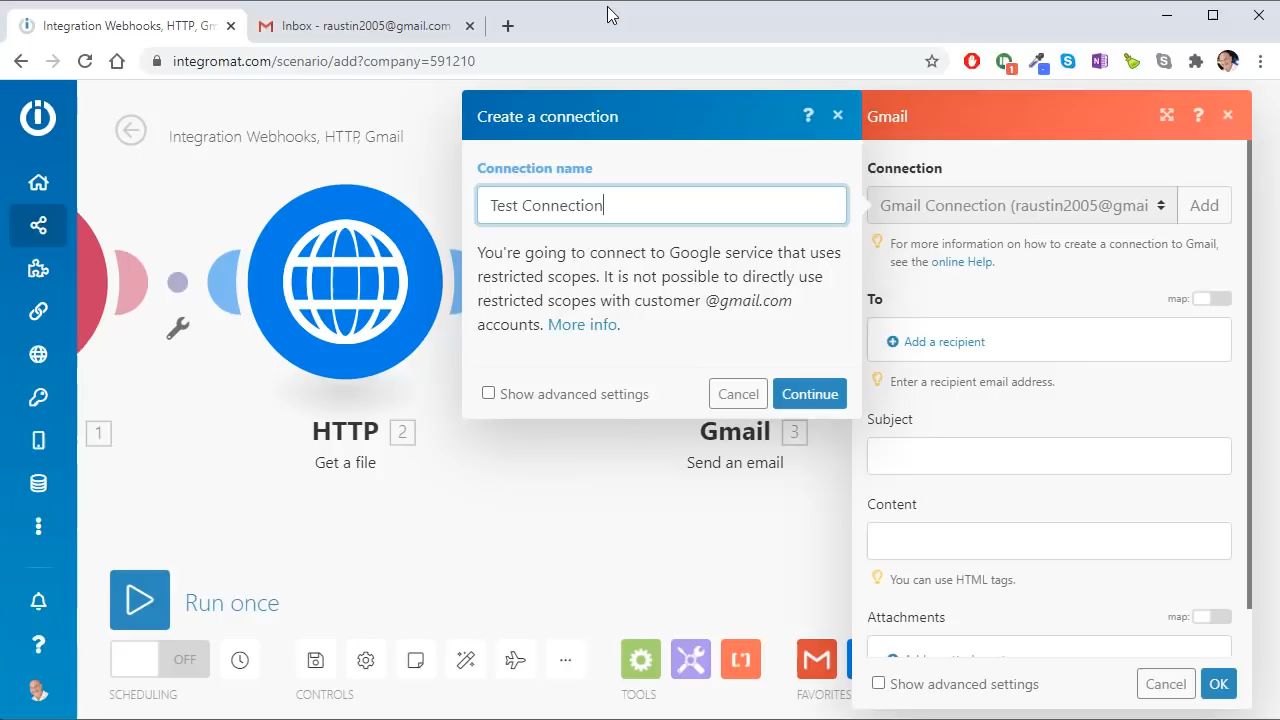 Integration Webhooks, HTTP, Gm
Inbox - raustin2005@gmail.com
integromat.com/scenario/add?company=591210
1
Integration Webhooks, HTTP, Gmail
Create a connection
?
Gmail
?
Connection name
Test Connection
You're going to connect to Google service that uses
restricted scopes. It is not possible to directly use
restricted scopes with customer @gmail.com
accounts. More info.
Show advanced settings
Cancel
Continue
Connection
Gmail Connection (raustin2005@gmai
Add
For more information on how to create a connection to Gmail,
see the online Help.
To
map:
Add a recipient
Enter a recipient email address.
Subject
Content
You can use HTML tags.
Attachments
map:
Show advanced settings
Cancel
OK
1
HTTP 2
Get a file
Gmail 3
Send an email
Run once
OFF
SCHEDULING
CONTROLS
TOOLS
FAVORITES
?